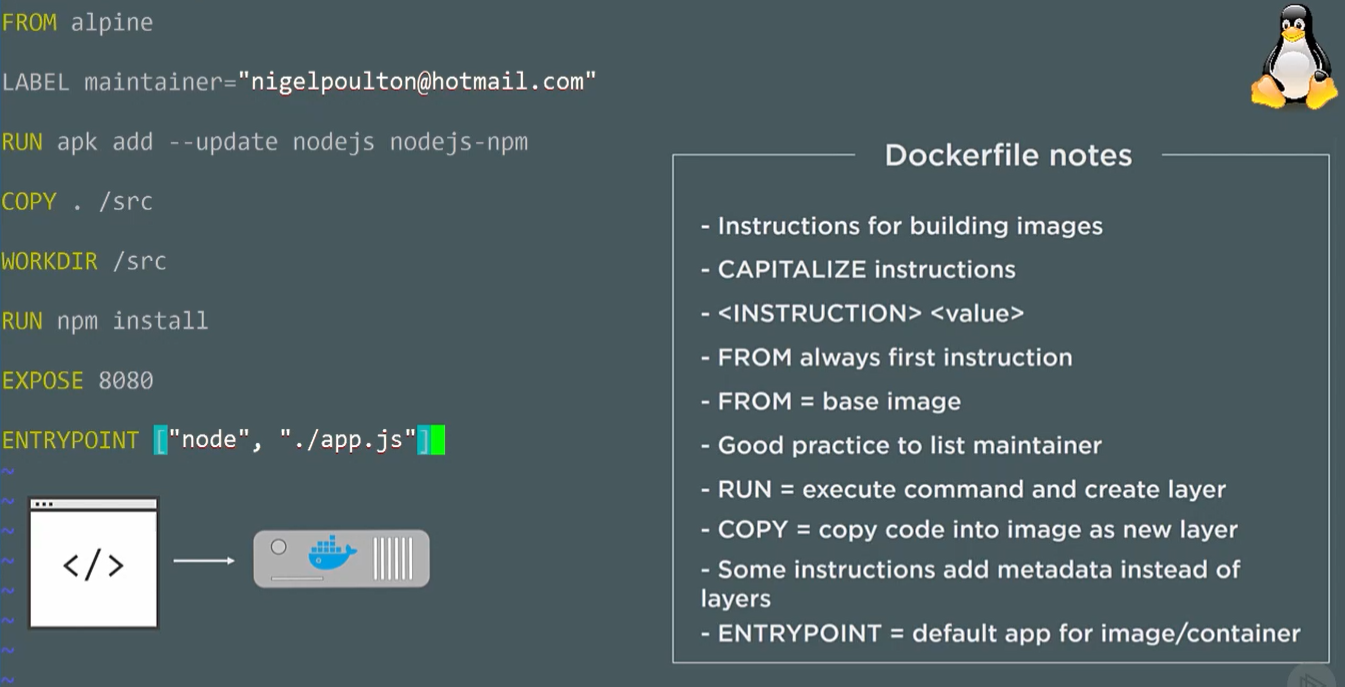 FROM alpine
LABEL maintainer="nigelpoulton@hotmail.com"
RUN apk add --update nodejs nodejs-npm
COPY . /src
WORKDIR /src
RUN npm install
EXPOSE 8080
ENTRYPOINT ["node", "./app.js"]
~
~
~
~
~
~
~
~
</>
Dockerfile notes
- Instructions for building images
- CAPITALIZE instructions
- <INSTRUCTION> <value>
- FROM always first instruction
- FROM = base image
- Good practice to list maintainer
- RUN = execute command and create layer
- COPY = copy code into image as new layer
- Some instructions add metadata instead of
layers
- ENTRYPOINT = default app for image/container